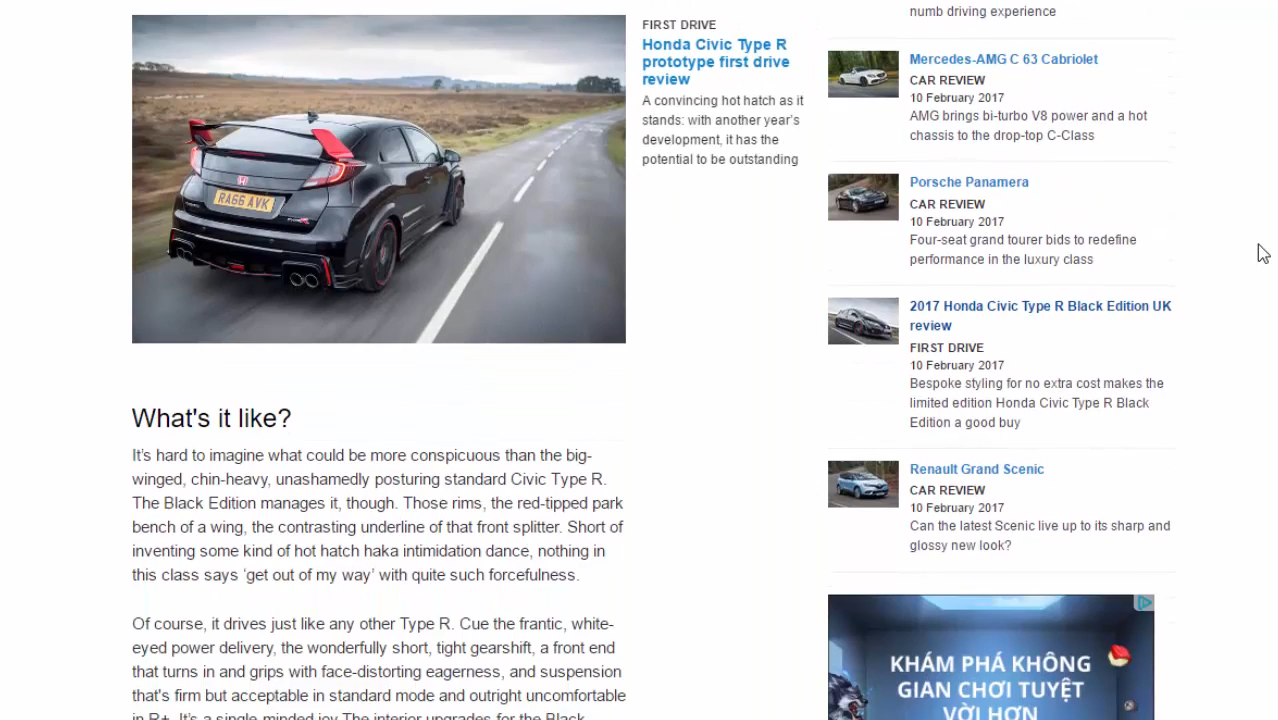 FIRST DRIVE
Honda Civic Type R
prototype first drive
review
A convincing hot hatch as it
stands: with another year's
development, it has the
potential to be outstanding
RA66 AVK
What's it like?
It's hard to imagine what could be more conspicuous than the big-
winged, chin-heavy, unashamedly posturing standard Civic Type R.
The Black Edition manages it, though. Those rims, the red-tipped park
bench of a wing, the contrasting underline of that front splitter. Short of
inventing some kind of hot hatch haka intimidation dance, nothing in
this class says ‘get out of my way’ with quite such forcefulness.
Of course, it drives just like any other Type R. Cue the frantic, white-
eyed power delivery, the wonderfully short, tight gearshift, a front end
that turns in and grips with face-distorting eagerness, and suspension
that's firm but acceptable in standard mode and outright uncomfortable
in R+. It's a single-minded joy The interior upgrades for the Black
numb driving experience
Mercedes-AMG C 63 Cabriolet
CAR REVIEW
10 February 2017
AMG brings bi-turbo V8 power and a hot
chassis to the drop-top C-Class
Porsche Panamera
CAR REVIEW
10 February 2017
Four-seat grand tourer bids to redefine
performance in the luxury class
2017 Honda Civic Type R Black Edition UK
review
FIRST DRIVE
10 February 2017
Bespoke styling for no extra cost makes the
limited edition Honda Civic Type R Black
Edition a good buy
Renault Grand Scenic
CAR REVIEW
10 February 2017
Can the latest Scenic live up to its sharp and
glossy new look?
KHÁM PHÁ KHÔNG
GIAN CHƠI TUYỆT
VỜI HƠN